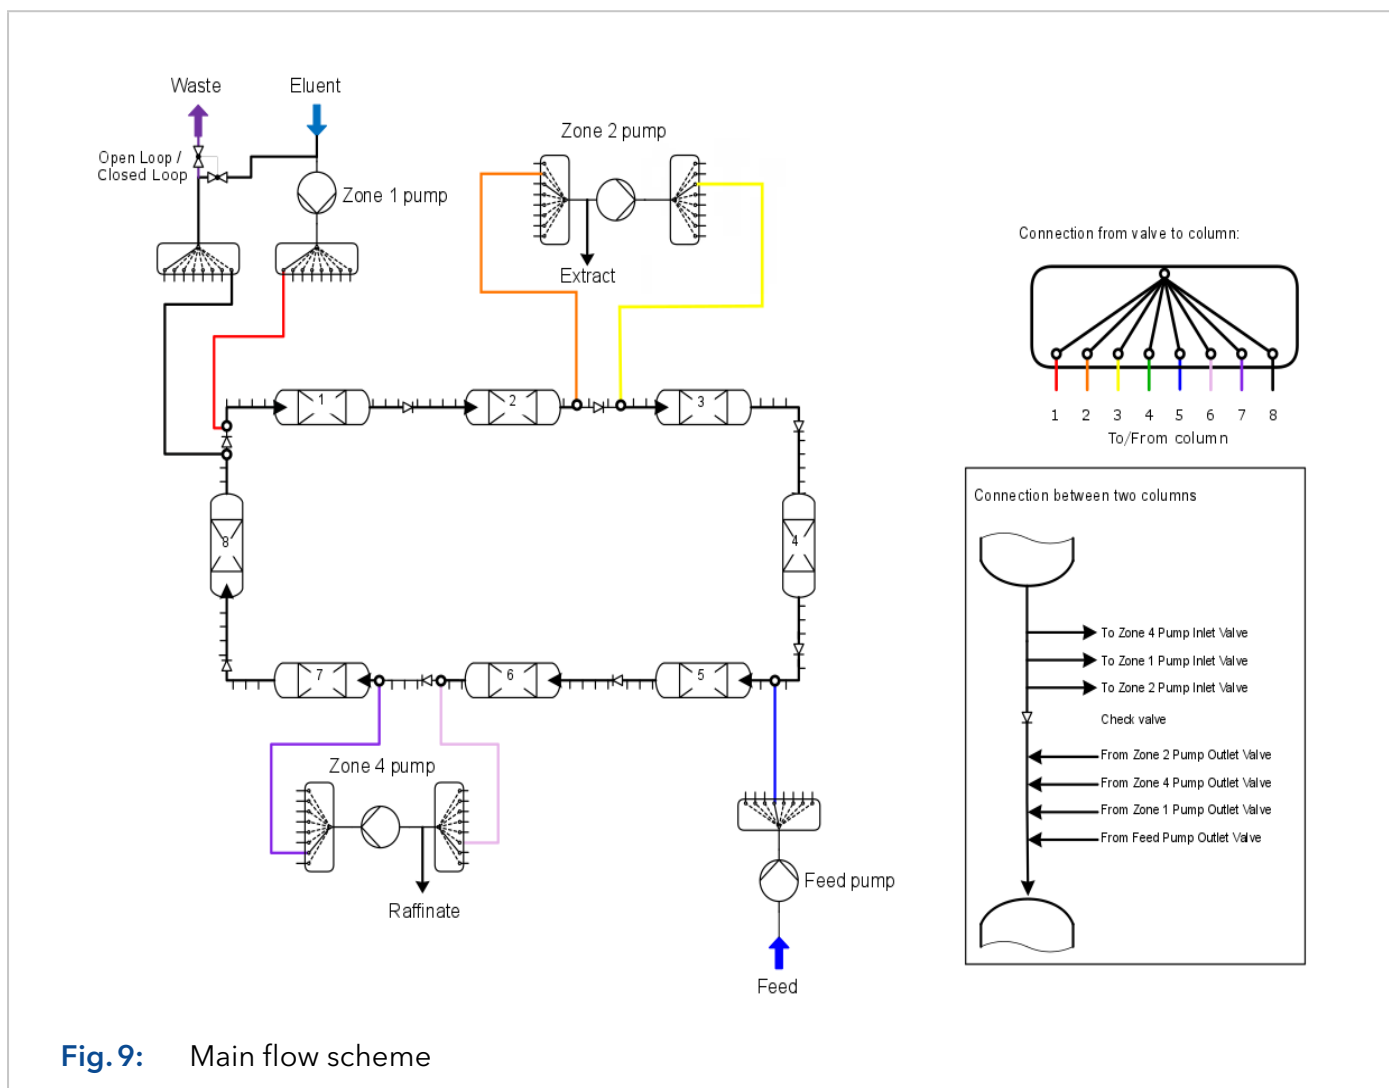 Waste
Eluent
Open Loop /
Closed Loop
Zone 1 pump
Zone 2 pump
Extract
Connection from valve to column:
1 2 3 4 5 6 7 8
To/From column
1
2
3
4
5
6
7
8
Connection between two columns
To Zone 4 Pump Inlet Valve
To Zone 1 Pump Inlet Valve
To Zone 2 Pump Inlet Valve
Check valve
From Zone 2 Pump Outlet Valve
From Zone 4 Pump Outlet Valve
From Zone 1 Pump Outlet Valve
From Feed Pump Outlet Valve
Zone 4 pump
Raffinate
Feed pump
Feed
Fig. 9: Main flow scheme